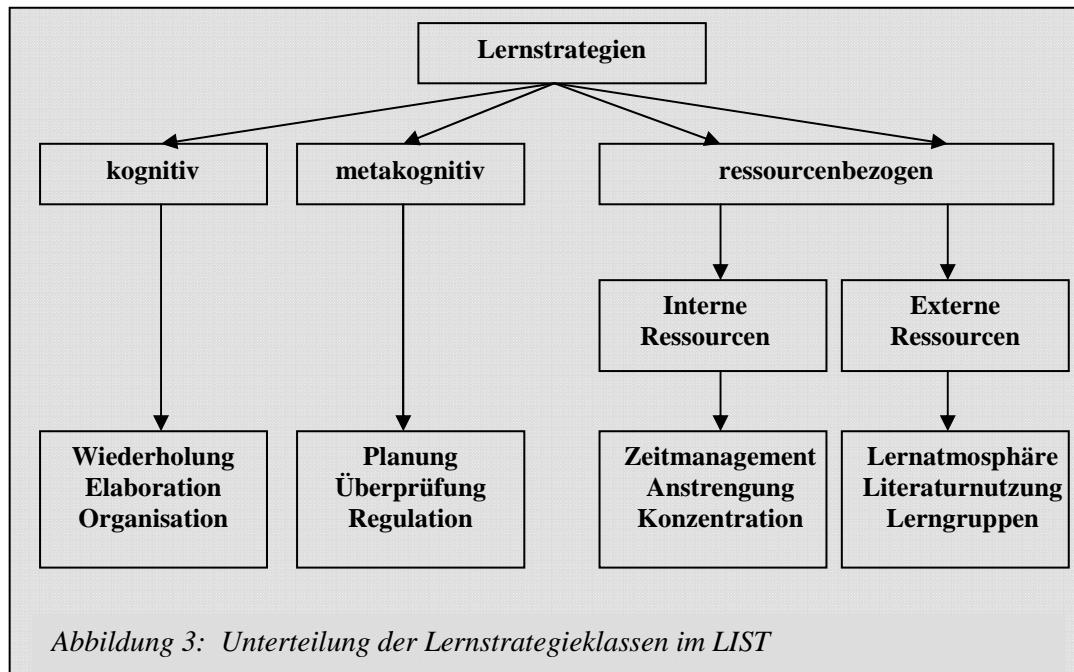 Lernstrategien
kognitiv
metakognitiv
ressourcenbezogen
Interne
Ressourcen
Externe
Ressourcen
Wiederholung
Elaboration
Organisation
Planung
Überprüfung
Regulation
Zeitmanagement
Anstrengung
Konzentration
Lernatmosphäre
Literaturnutzung
Lerngruppen
Abbildung 3: Unterteilung der Lernstrategieklassen im LIST